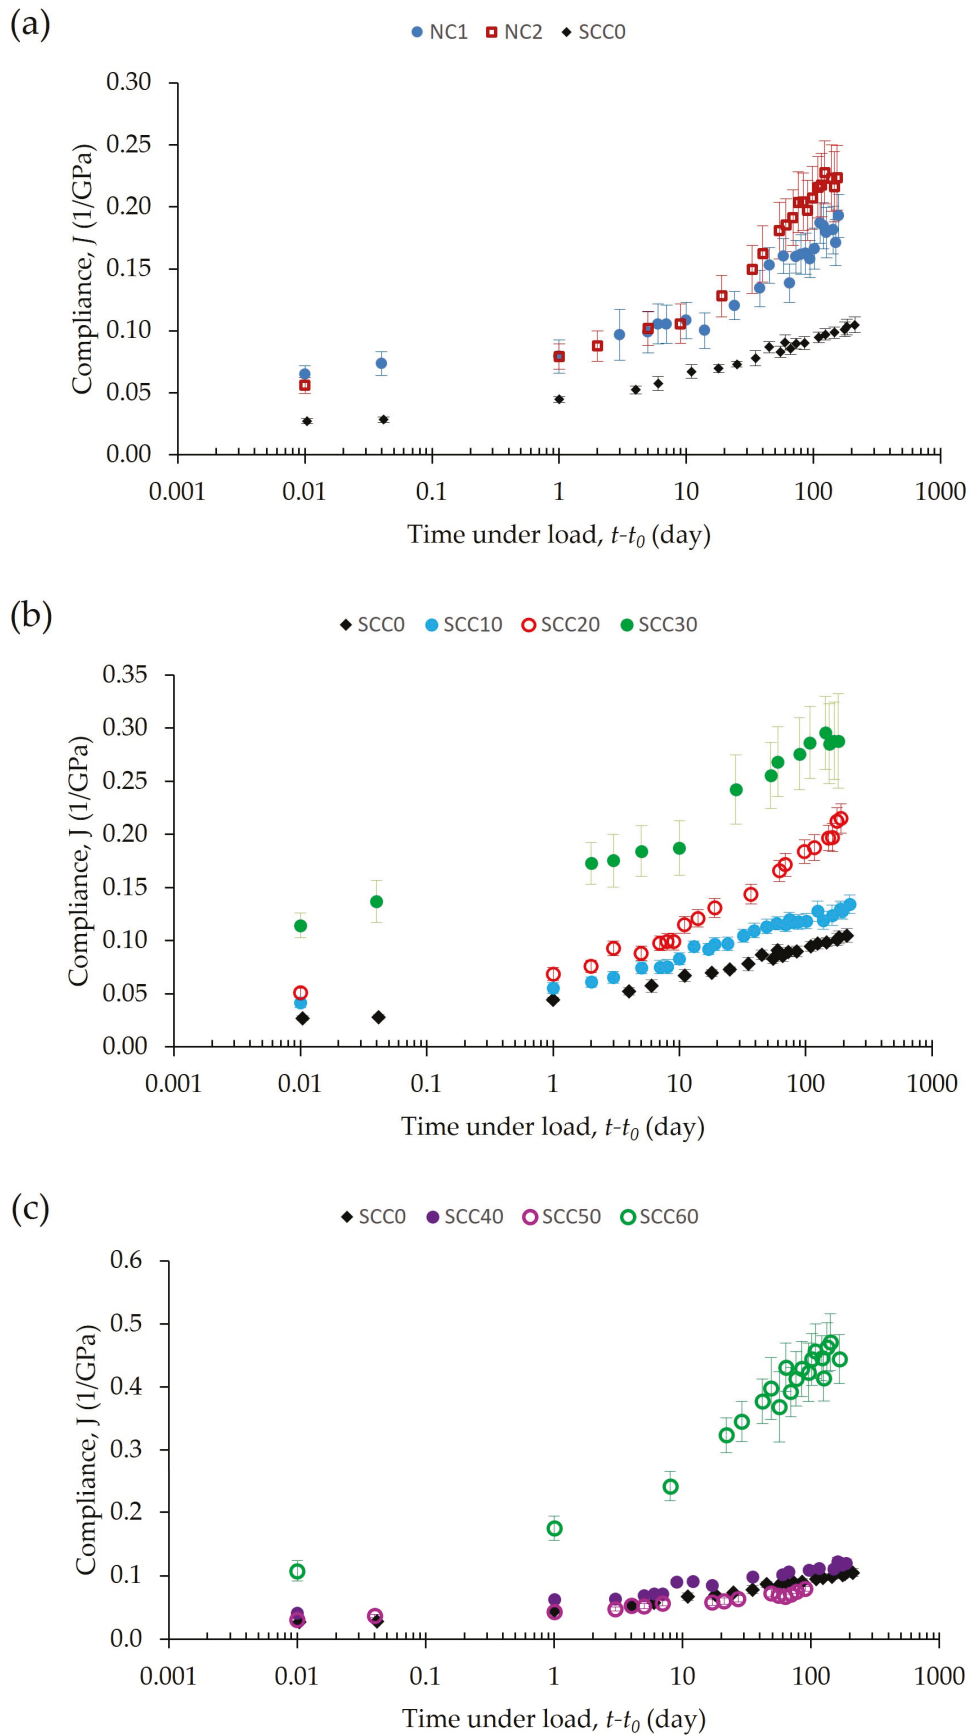 (a)
NC1 NC2 SCC0
0.30
0.25
0.20
0.15
0.10
0.05
0.00
Compliance, J (1/GPa)
0.001 0.01 0.1 1 10 100 1000
Time under load, t-t0 (day)
(b)
SCC0 SCC10 SCC20 SCC30
0.35
0.30
0.25
0.20
0.15
0.10
0.05
0.00
Compliance, J (1/GPa)
0.001 0.01 0.1 1 10 100 1000
Time under load, t-t0 (day)
(c)
SCC0 SCC40 SCC50 SCC60
0.6
0.5
0.4
0.3
0.2
0.1
0.0
Compliance, J (1/GPa)
0.001 0.01 0.1 1 10 100 1000
Time under load, t-t0 (day)